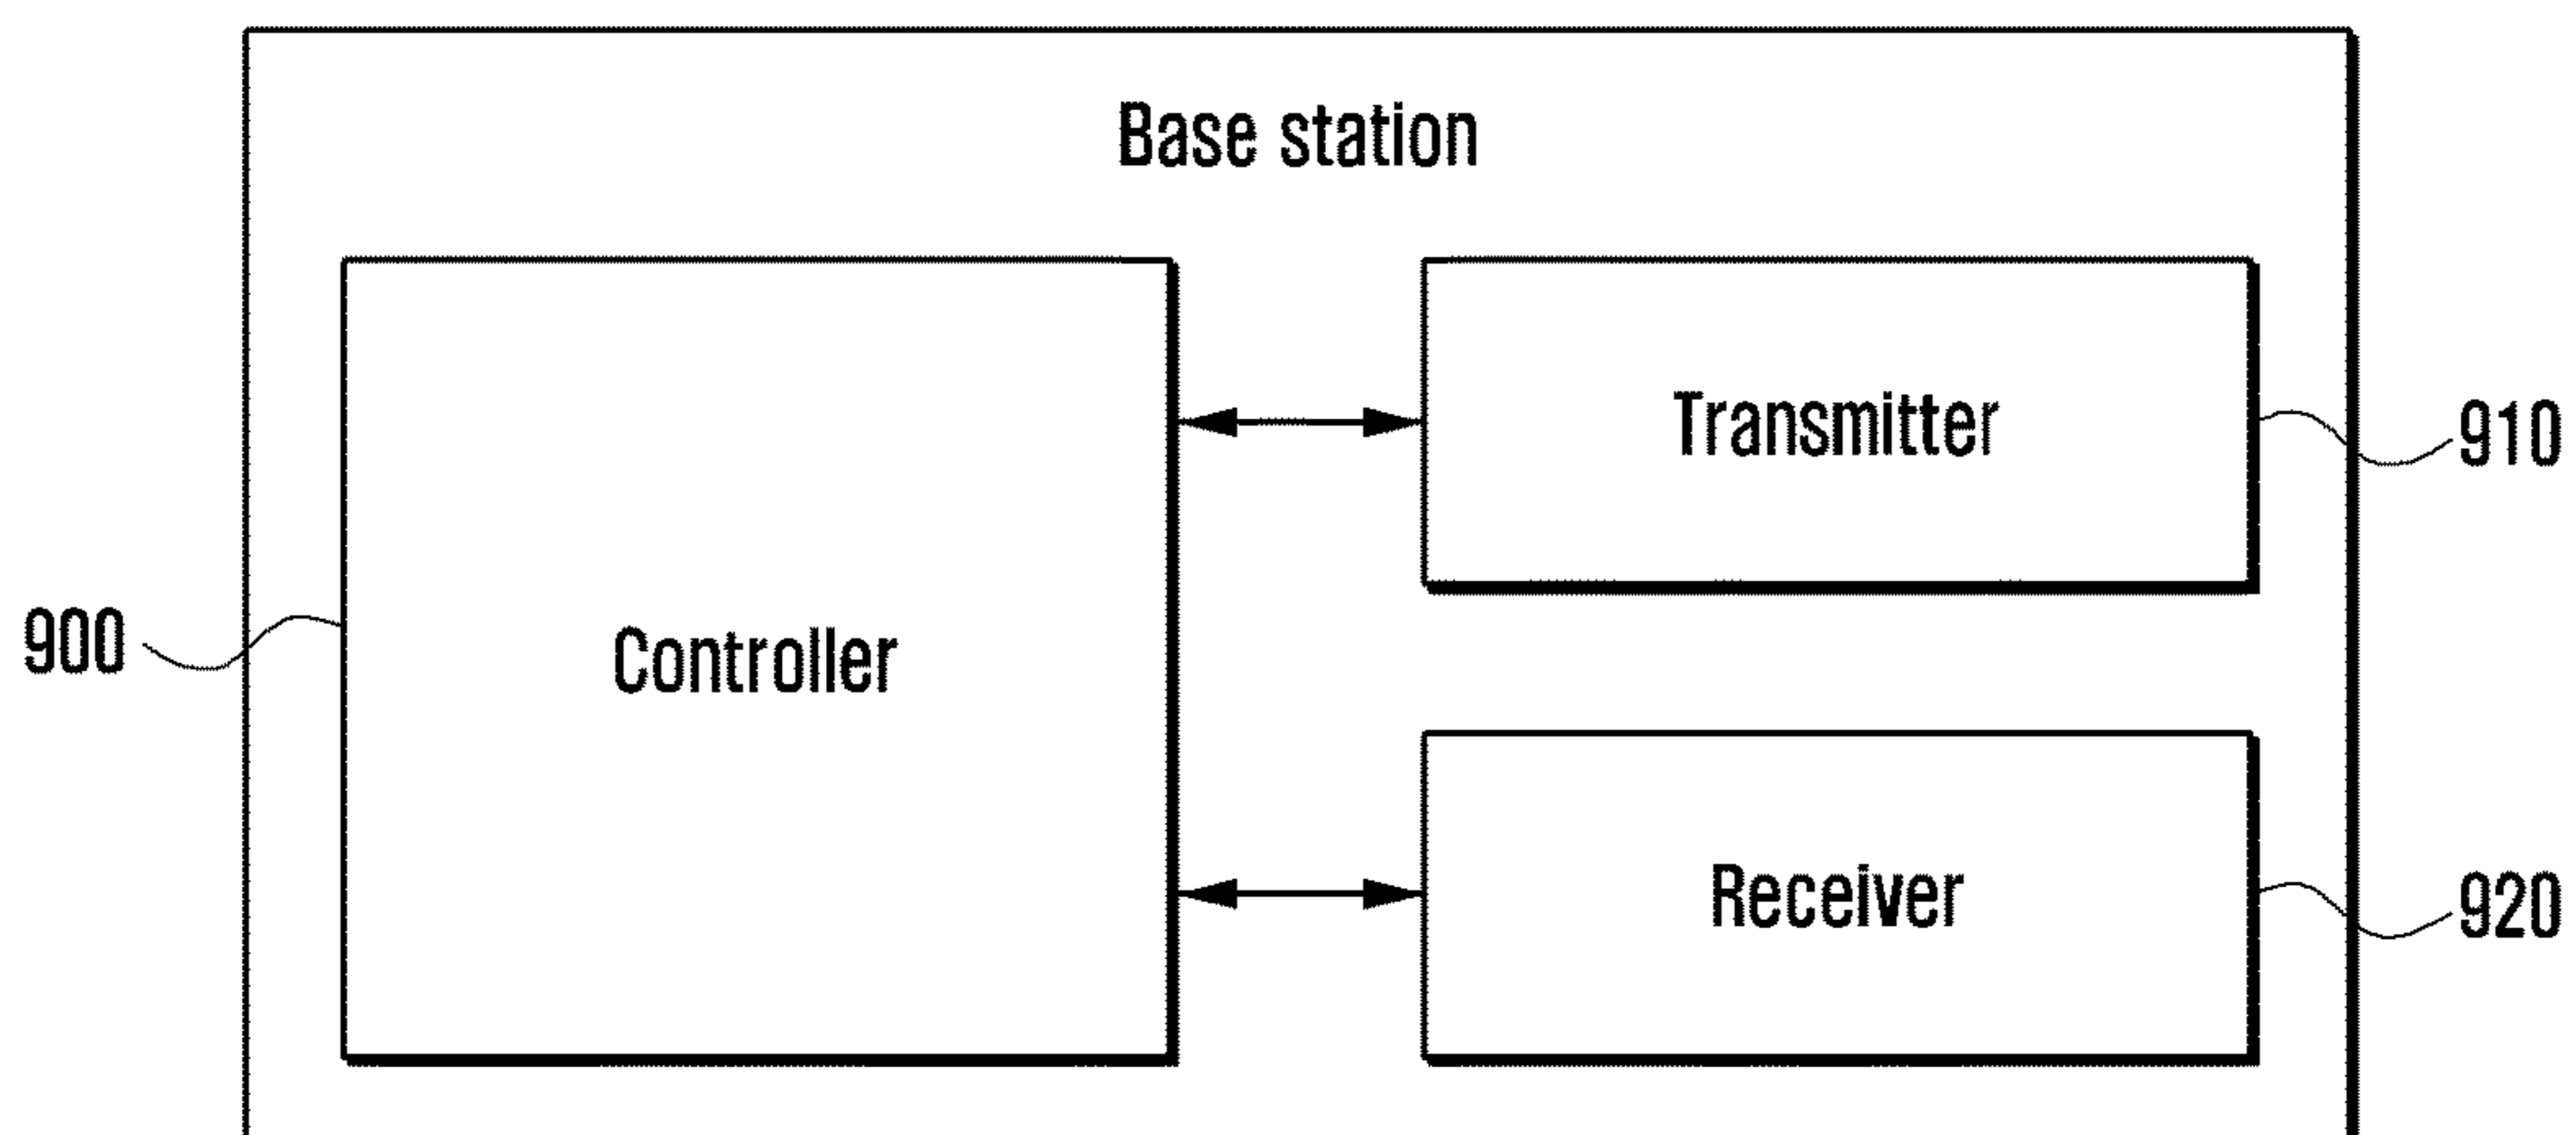 Base station
Transmitter
910
900
Controller
Receiver
920